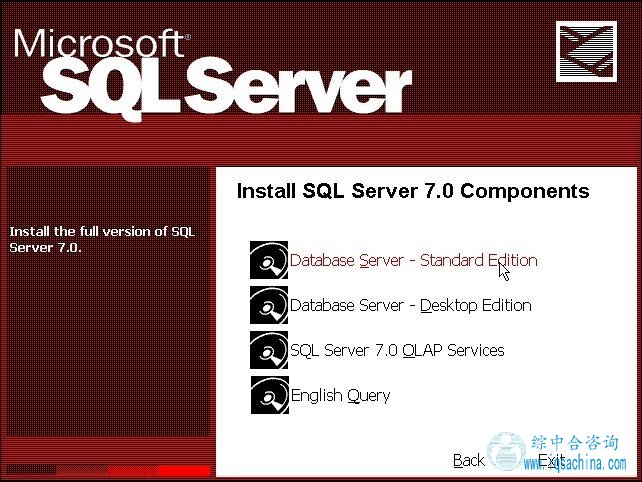 Microsoft®
SQL Server
Install SQL Server 7.0 Components
Install the full version of SQL
Server 7.0.
Database Server - Standard Edition
Database Server - Desktop Edition
SQL Server 7.0 OLAP Services
English Query
Back
Exit
综中合咨询
www.zqsachina.com